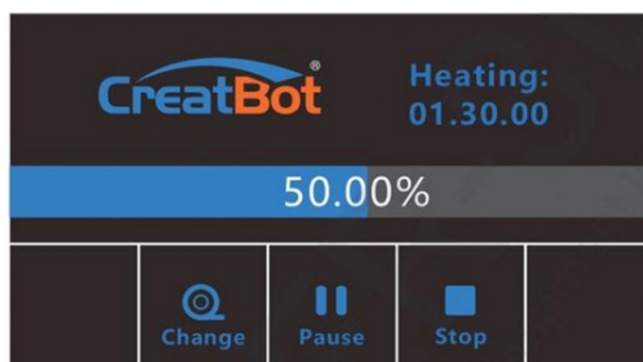 CreatBot®
Heating:
01.30.00
50.00%
Change
Pause
Stop